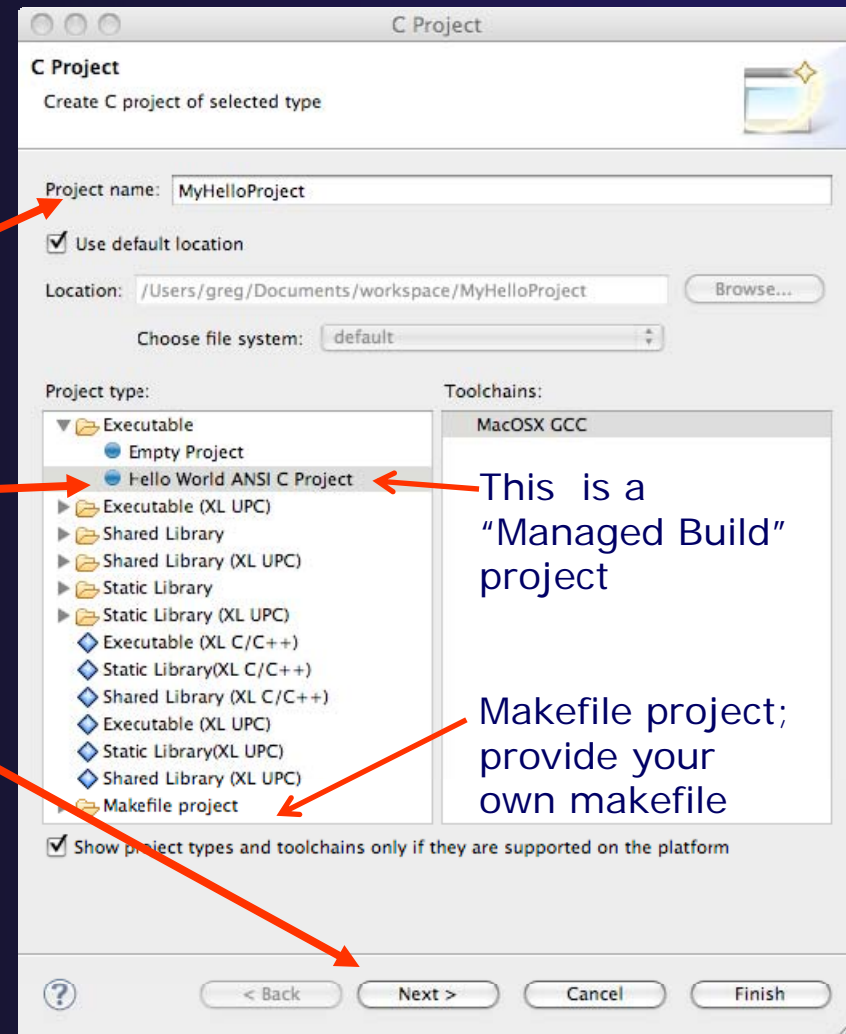 C Project
C Project
Create C project of selected type
Project name: MyHelloProject
Use default location
Location: /Users/greg/Documents/workspace/MyHelloProject Browse...
Choose file system: default
Project type:
Executable
Empty Project
Hello World ANSI C Project
Executable (XL UPC)
Shared Library
Shared Library (XL UPC)
Static Library
Static Library (XL UPC)
Executable (XL C/C++)
Static Library(XL C/C++)
Shared Library (XL C/C++)
Executable (XL UPC)
Static Library(XL UPC)
Shared Library (XL UPC)
Makefile project
Toolchains:
MacOSX GCC
This is a
“Managed Build”
project
Makefile project;
provide your
own makefile
Show project types and toolchains only if they are supported on the platform
? < Back Next > Cancel Finish